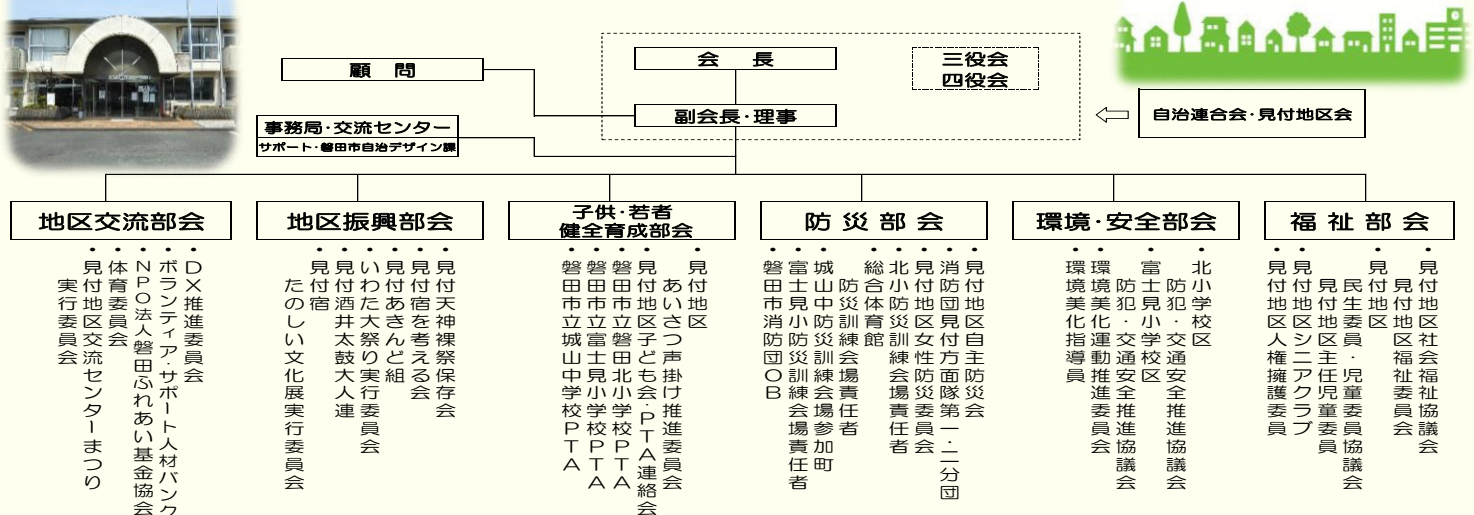 会 長
三役会
四役会
顧 問
副会長・理事
自治連合会・見付地区会
事務局・交流センター
サポート・磐田市自治デザイン課
地区交流部会
・DX推進委員会
・ボランティア・サポート人材バンク
・NPO法人磐田ふれあい基金協会
・体育委員会
・見付地区交流センターまつり
実行委員会
地区振興部会
・見付天神裸祭保存会
・見付宿を考える会
・見付あきんど組
・いわた大祭り実行委員会
・見付酒井太鼓大人連
・見付宿
たのしい文化展実行委員会
子供・若者
健全育成部会
・見付地区
あいさつ声掛け推進委員会
・見付地区子ども会・PTA連絡会
・磐田市立磐田北小学校PTA
・磐田市立富士見小学校PTA
・磐田市立城山中学校PTA
防災部会
・見付地区自主防災会
・消防団見付方面隊第一・二分団
・見付地区女性防災委員会
・北小防災訓練会場責任者
・総合体育館
防災訓練会場責任者
・城山中防災訓練会場参加町
・富士見小防災訓練会場責任者
・磐田市消防団OB
環境・安全部会
・北小学校区
防犯・交通安全推進協議会
・富士見小学校区
防犯・交通安全推進協議会
・環境美化運動推進委員会
・環境美化指導員
福祉部会
・見付地区社会福祉協議会
見付地区福祉委員会
・見付地区
民生委員・児童委員協議会
見付地区主任児童委員
・見付地区シニアクラブ
・見付地区人権擁護委員